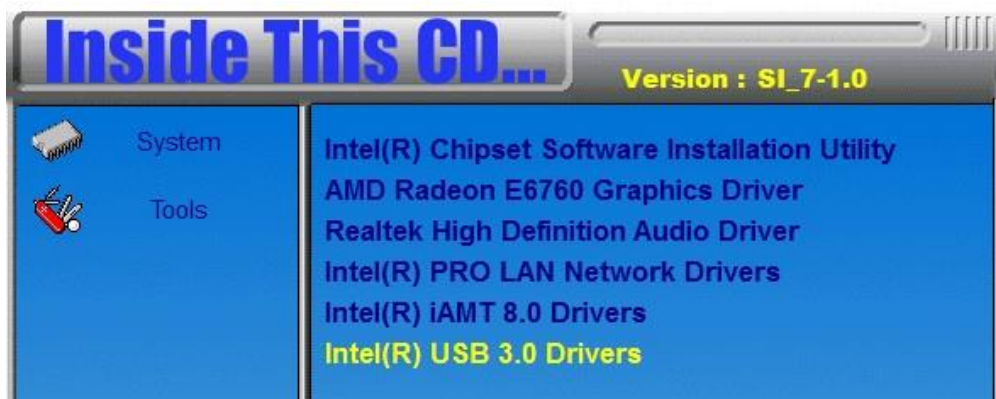 Inside This CD...
Version : SI_7-1.0
System
Tools
Intel(R) Chipset Software Installation Utility
AMD Radeon E6760 Graphics Driver
Realtek High Definition Audio Driver
Intel(R) PRO LAN Network Drivers
Intel(R) iAMT 8.0 Drivers
Intel(R) USB 3.0 Drivers